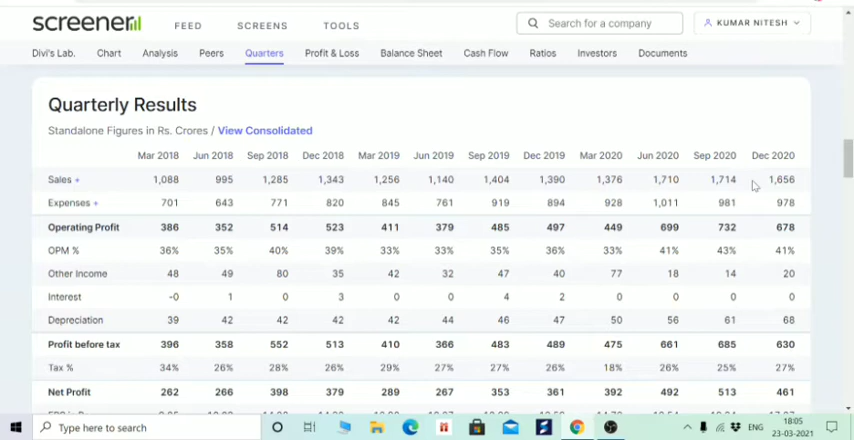 screener
FEED SCREENS TOOLS
Search for a company
KUMAR NITESH
Divi's Lab. Chart Analysis Peers Quarters Profit & Loss Balance Sheet Cash Flow Ratios Investors Documents
Quarterly Results
Standalone Figures in Rs. Crores / View Consolidated
Mar 2018 Jun 2018 Sep 2018 Dec 2018 Mar 2019 Jun 2019 Sep 2019 Dec 2019 Mar 2020 Jun 2020 Sep 2020 Dec 2020
Sales + 1,088 995 1,285 1,343 1,256 1,140 1,404 1,390 1,376 1,710 1,714 1,656
Expenses + 701 643 771 820 845 761 919 894 928 1,011 981 978
Operating Profit 386 352 514 523 411 379 485 497 449 699 732 678
OPM % 36% 35% 40% 39% 33% 33% 35% 36% 33% 41% 43% 41%
Other Income 48 49 80 35 42 32 47 40 77 18 14 20
Interest -0 1 0 3 0 0 4 2 0 0 0 0
Depreciation 39 42 42 42 42 44 46 47 50 56 61 68
Profit before tax 396 358 552 513 410 366 483 489 475 661 685 630
Tax % 34% 26% 28% 26% 29% 27% 27% 26% 18% 26% 25% 27%
Net Profit 262 266 398 379 289 267 353 361 392 492 513 461
Type here to search
ENG
18:05
23-03-2021